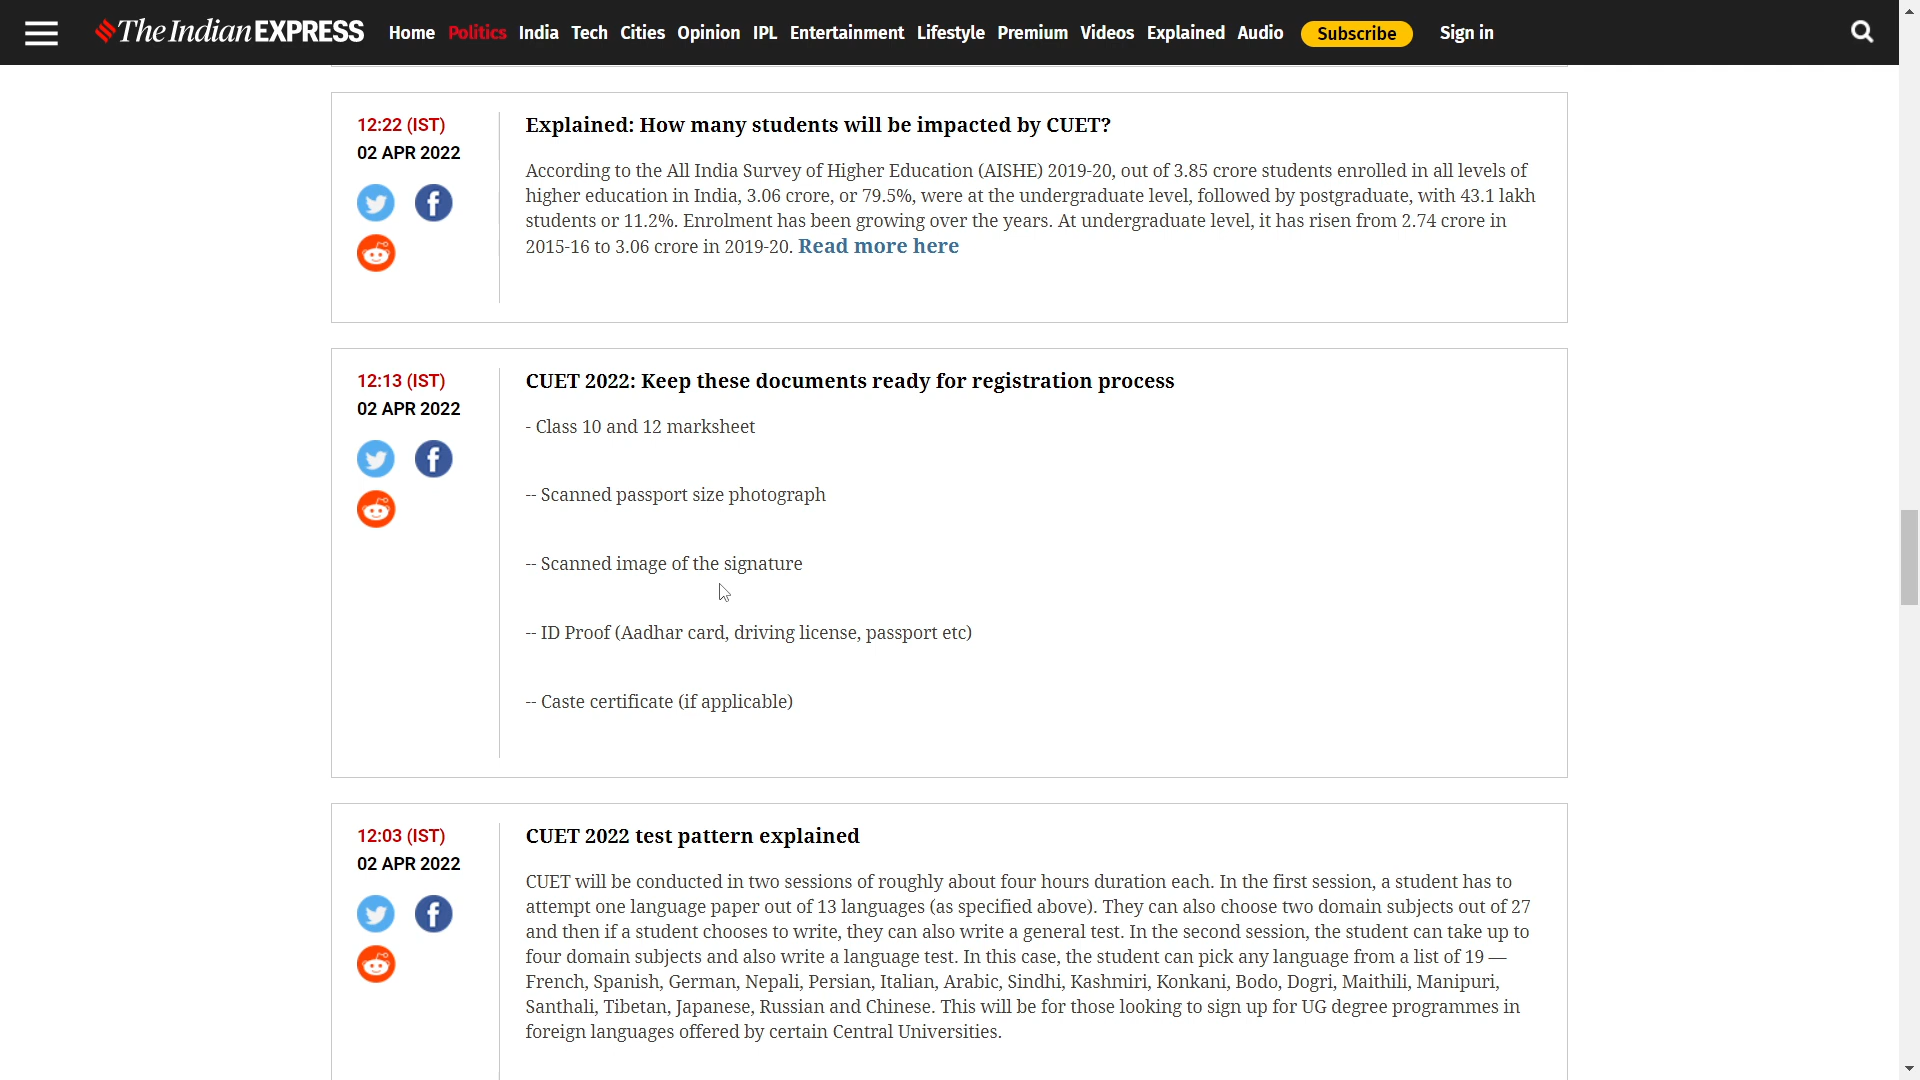 The Indian EXPRESS Home Politics India Tech Cities Opinion IPL Entertainment Lifestyle Premium Videos Explained Audio Subscribe Sign in
12:22 (IST)
02 APR 2022
Explained: How many students will be impacted by CUET?
According to the All India Survey of Higher Education (AISHE) 2019-20, out of 3.85 crore students enrolled in all levels of
higher education in India, 3.06 crore, or 79.5%, were at the undergraduate level, followed by postgraduate, with 43.1 lakh
students or 11.2%. Enrolment has been growing over the years. At undergraduate level, it has risen from 2.74 crore in
2015-16 to 3.06 crore in 2019-20. Read more here
12:13 (IST)
02 APR 2022
CUET 2022: Keep these documents ready for registration process
- Class 10 and 12 marksheet
-- Scanned passport size photograph
-- Scanned image of the signature
-- ID Proof (Aadhar card, driving license, passport etc)
-- Caste certificate (if applicable)
12:03 (IST)
02 APR 2022
CUET 2022 test pattern explained
CUET will be conducted in two sessions of roughly about four hours duration each. In the first session, a student has to
attempt one language paper out of 13 languages (as specified above). They can also choose two domain subjects out of 27
and then if a student chooses to write, they can also write a general test. In the second session, the student can take up to
four domain subjects and also write a language test. In this case, the student can pick any language from a list of 19 —
French, Spanish, German, Nepali, Persian, Italian, Arabic, Sindhi, Kashmiri, Konkani, Bodo, Dogri, Maithili, Manipuri,
Santhali, Tibetan, Japanese, Russian and Chinese. This will be for those looking to sign up for UG degree programmes in
foreign languages offered by certain Central Universities.